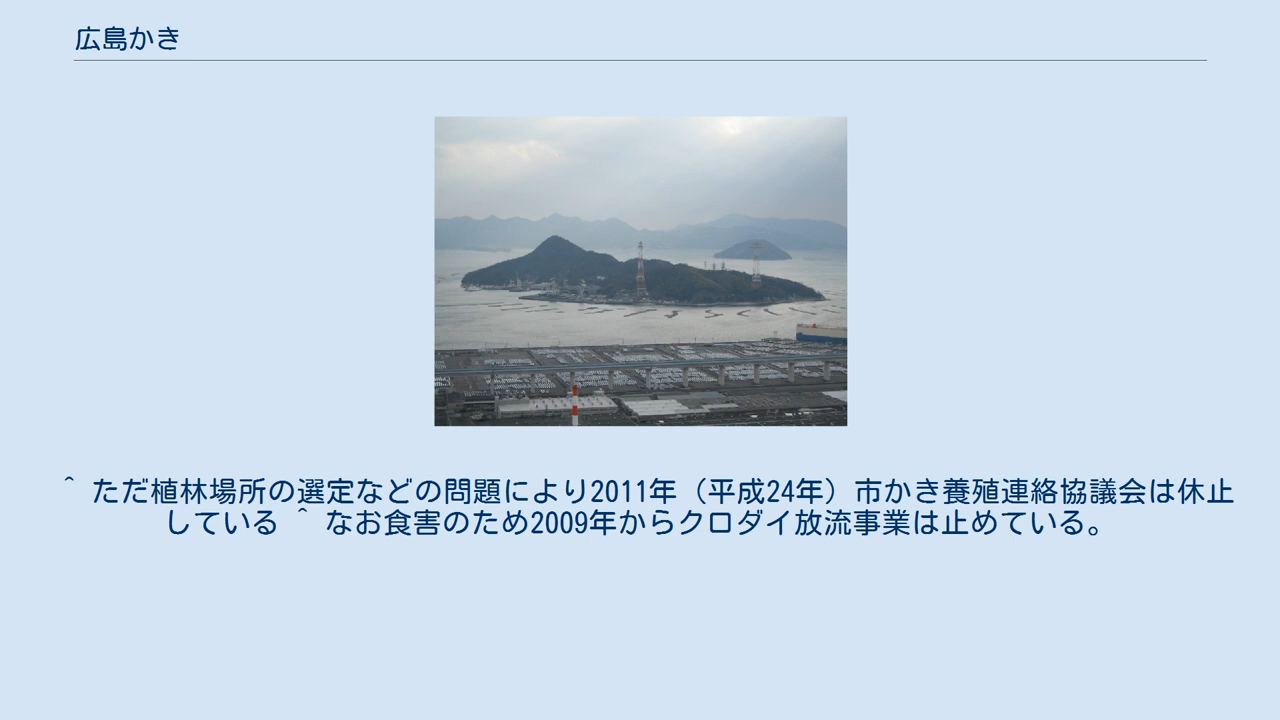 広島かき
^ ただ植林場所の選定などの問題により2011年（平成24年）市かき養殖連絡協議会は休止
している ^ なお食害のため2009年からクロダイ放流事業は止めている。